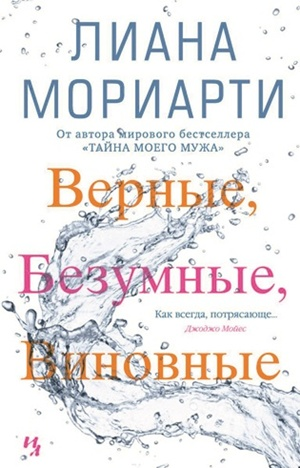 ЛИАНА
МОРИАРТИ
От автора мирового бестселлера
«ТАЙНА МОЕГО МУЖА»
Верные,
Безумные,
Как всегда, потрясающе...
Джоджо Мойес
Виновные